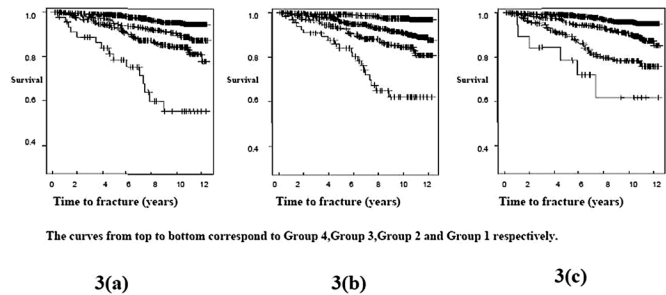 1.0 1.0 1.0
0.8 0.8 0.8
Survival Survival Survival
0.6 0.6 0.6
0.4 0.4 0.4
0 2 4 6 8 10 12 0 2 4 6 8 10 12 0 2 4 6 8 10 12
Time to fracture (years) Time to fracture (years) Time to fracture (years)
The curves from top to bottom correspond to Group 4,Group 3,Group 2 and Group 1 respectively.
3(a) 3(b) 3(c)